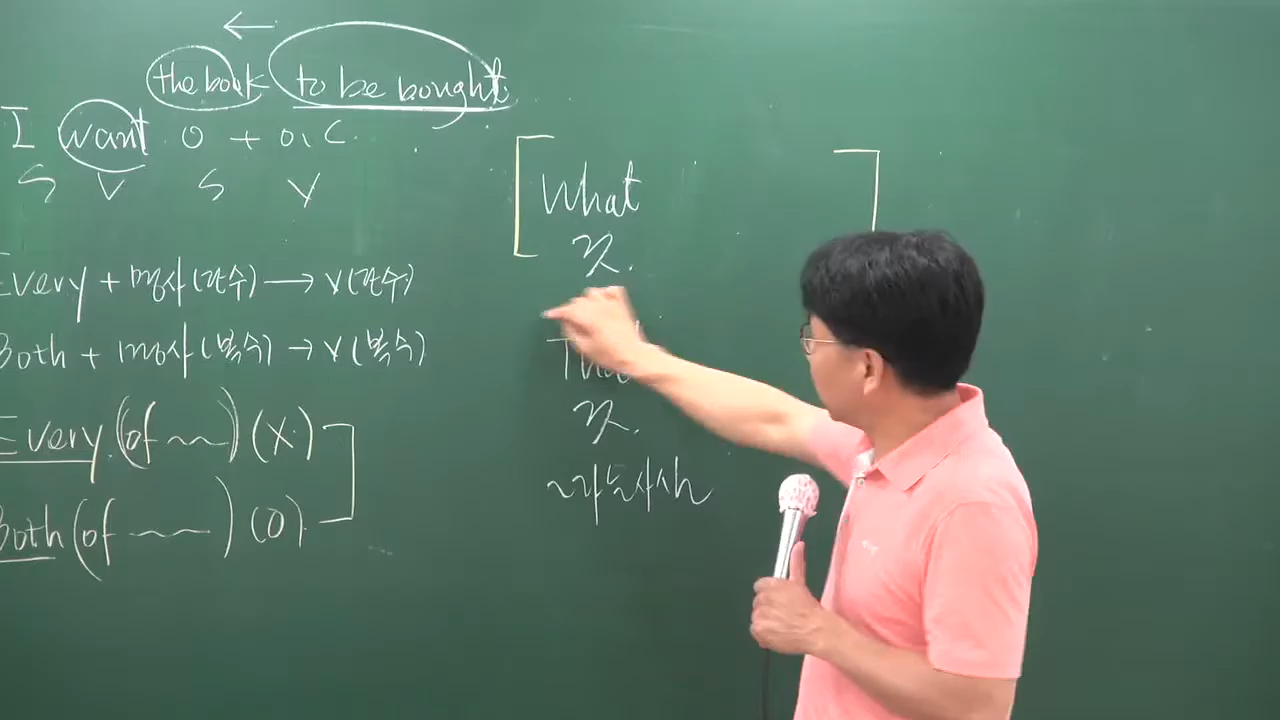 the book to be bought
I want O + O.C
S V S V
Every + 명사(단수) → V(단수)
Both + 명사(복수) → V(복수)
Every (of ~~) (X)
Both (of ~~~) (O)
What
것.
것.
~라는 사실